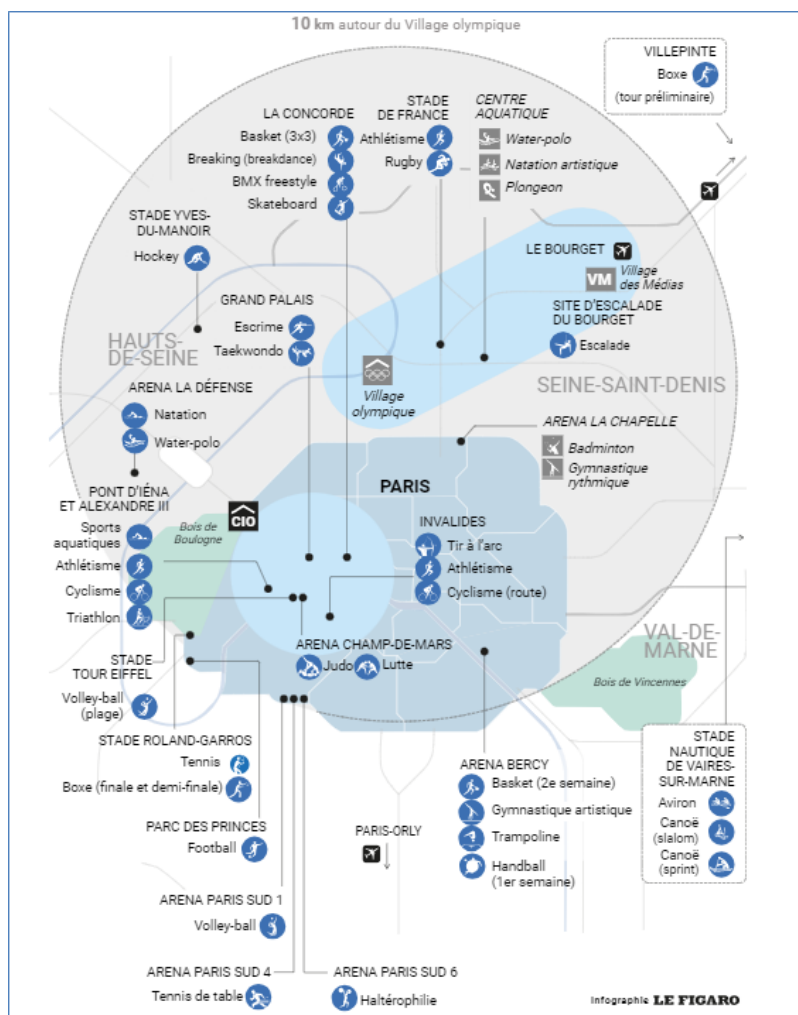 10 km autour du Village olympique
VILLEPINTE
Boxe
(tour préliminaire)
LA CONCORDE
Basket (3x3)
Breaking (breakdance)
BMX freestyle
Skateboard
STADE
DE FRANCE
Athlétisme
Rugby
CENTRE
AQUATIQUE
Water-polo
Natation artistique
Plongeon
STADE YVES-
DU-MANOIR
Hockey
LE BOURGET
VM
Village
des Médias
GRAND PALAIS
Escrime
Taekwondo
SITE D'ESCALADE
DU BOURGET
Escalade
HAUTS-
DE-SEINE
Village
olympique
SEINE-SAINT-DENIS
ARENA LA DÉFENSE
Natation
Water-polo
ARENA LA CHAPELLE
Badminton
Gymnastique
rythmique
PARIS
PONT D'IÉNA
ET ALEXANDRE III
Sports
aquatiques
Athlétisme
Cyclisme
Triathlon
Bois de
Boulogne
CIO
INVALIDES
Tir à l'arc
Athlétisme
Cyclisme (route)
VAL-DE-
MARNE
Bois de Vincennes
ARENA CHAMP-DE-MARS
Judo
Lutte
STADE
TOUR EIFFEL
Volley-ball
(plage)
STADE ROLAND-GARROS
Tennis
Boxe (finale et demi-finale)
PARC DES PRINCES
Football
PARIS-ORLY
ARENA BERCY
Basket (2e semaine)
Gymnastique artistique
Trampoline
Handball
(1er semaine)
STADE
NAUTIQUE
DE VAIRES-
SUR-MARNE
Aviron
Canoë
(slalom)
Canoë
(sprint)
ARENA PARIS SUD 1
Volley-ball
ARENA PARIS SUD 4
Tennis de table
ARENA PARIS SUD 6
Haltérophilie
Infographie LE FIGARO